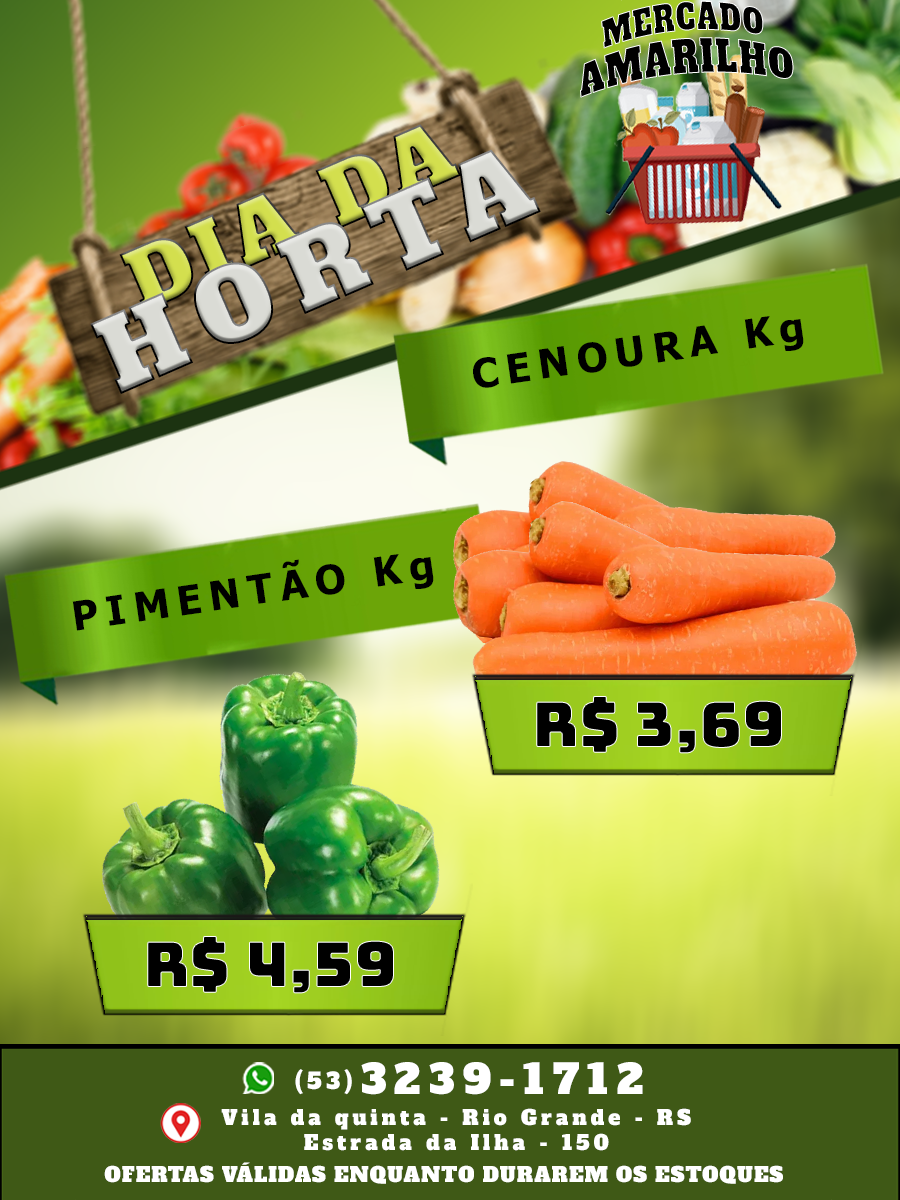 MERCADO
AMARILHO
DIA DA
HORTA
CENOURA Kg
PIMENTÃO Kg
R$ 3,69
R$ 4,59
(53) 3239-1712
Vila da quinta - Rio Grande - RS
Estrada da Ilha - 150
OFERTAS VÁLIDAS ENQUANTO DURAREM OS ESTOQUES